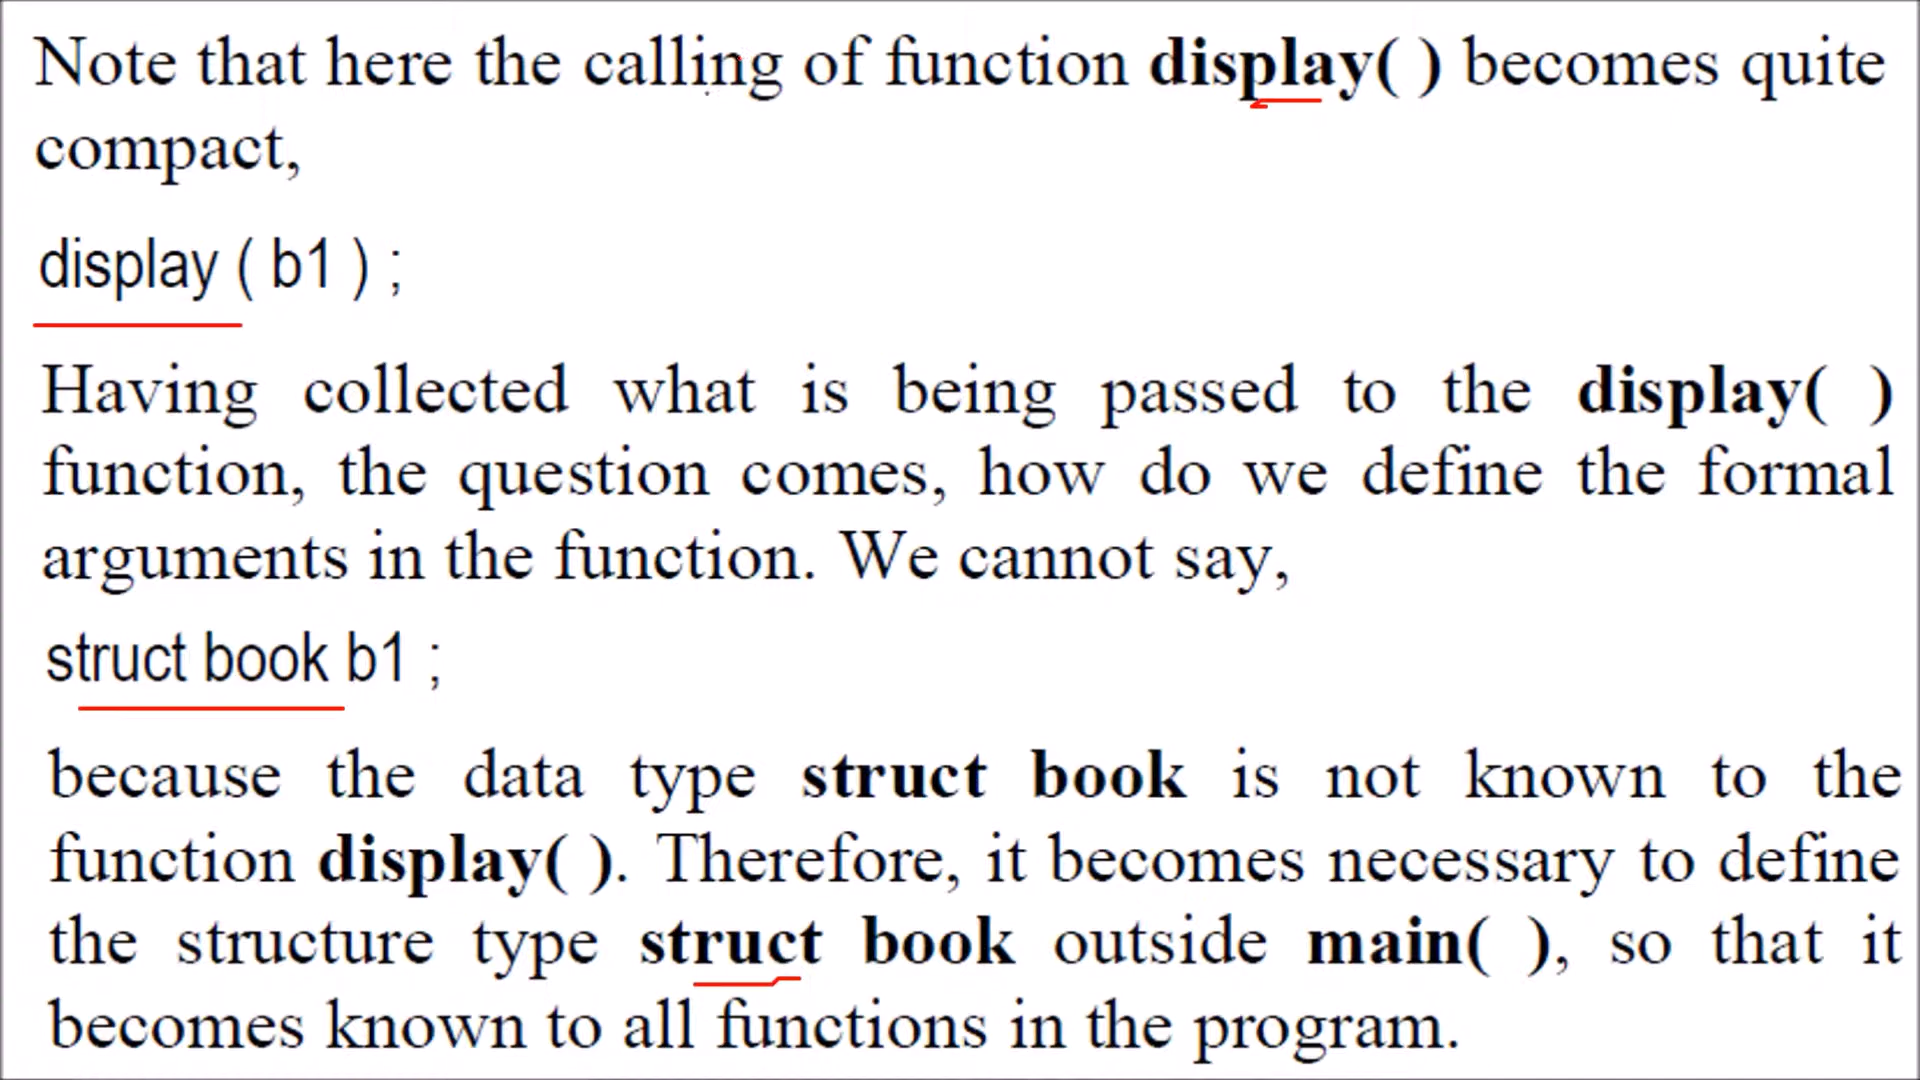 Note that here the calling of function display( ) becomes quite
compact,
display ( b1 ) ;
Having collected what is being passed to the display( )
function, the question comes, how do we define the formal
arguments in the function. We cannot say,
struct book b1 ;
because the data type struct book is not known to the
function display( ). Therefore, it becomes necessary to define
the structure type struct book outside main( ), so that it
becomes known to all functions in the program.